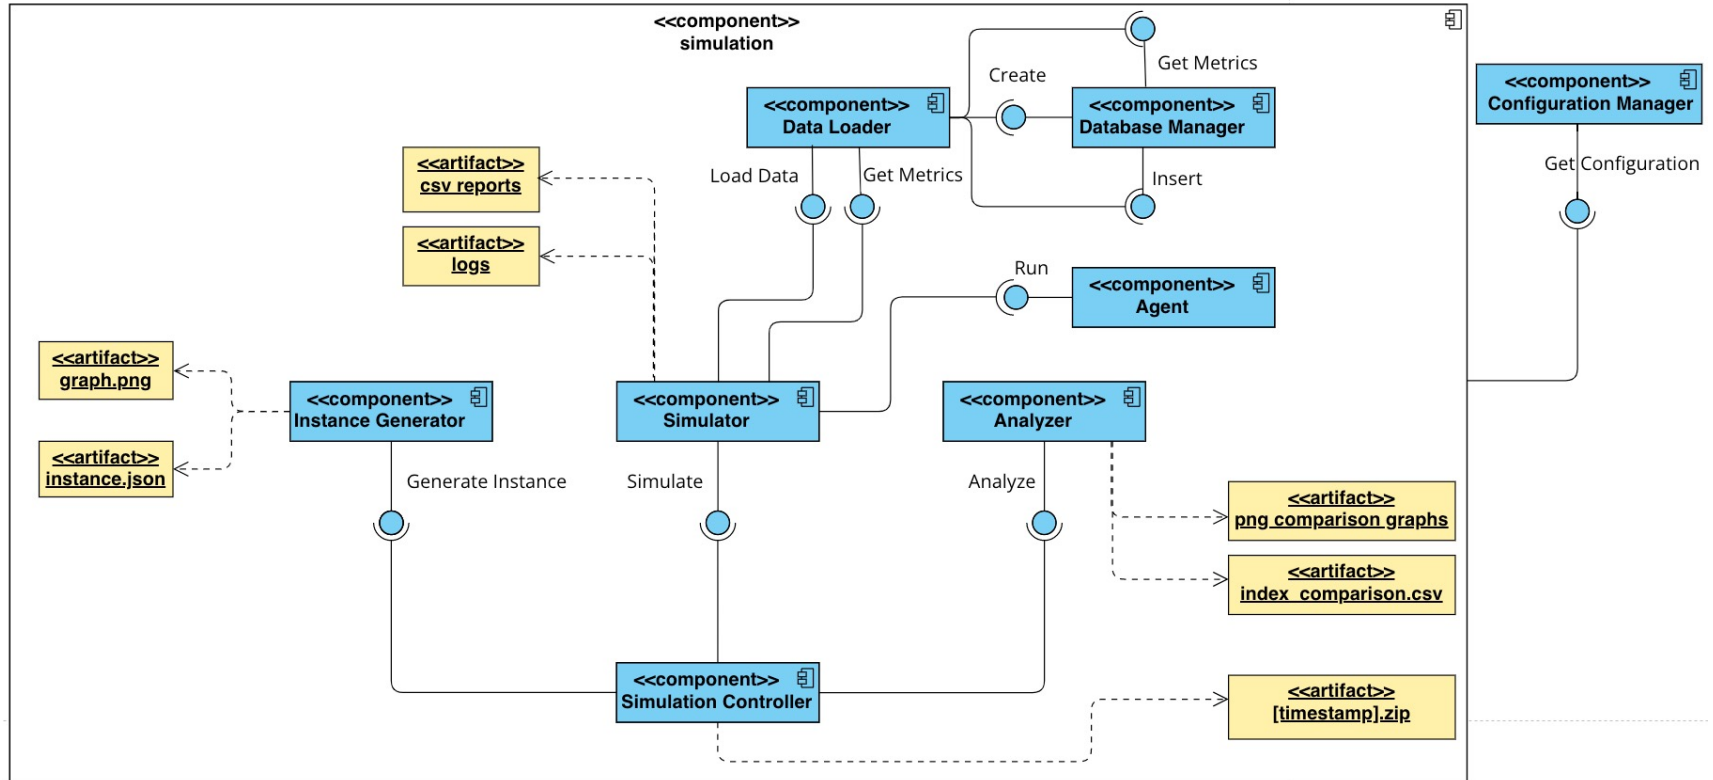 <<component>>
simulation
Get Metrics
Create
<<component>>
Data Loader
<<component>>
Database Manager
<<component>>
Configuration Manager
<<artifact>>
csv reports
Load Data
Get Metrics
Insert
Get Configuration
<<artifact>>
logs
Run
<<component>>
Agent
<<artifact>>
graph.png
<<component>>
Instance Generator
<<component>>
Simulator
<<component>>
Analyzer
<<artifact>>
instance.json
Generate Instance
Simulate
Analyze
<<artifact>>
png comparison graphs
<<artifact>>
index_comparison.csv
<<component>>
Simulation Controller
<<artifact>>
[timestamp].zip